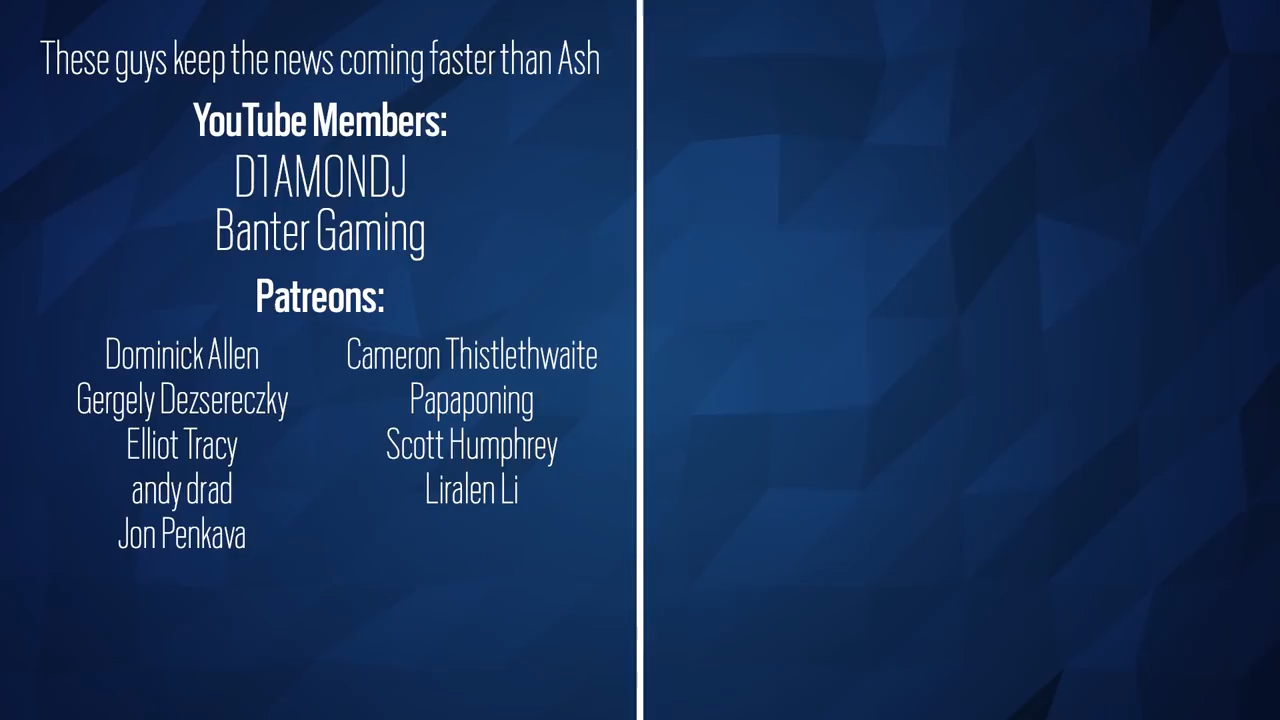 These guys keep the news coming faster than Ash
YouTube Members:
D1AMONDJ
Banter Gaming
Patreons:
Dominick Allen
Gergely Dezsereczky
Elliot Tracy
andy drad
Jon Penkava
Cameron Thistlethwaite
Papaponing
Scott Humphrey
Liralen Li